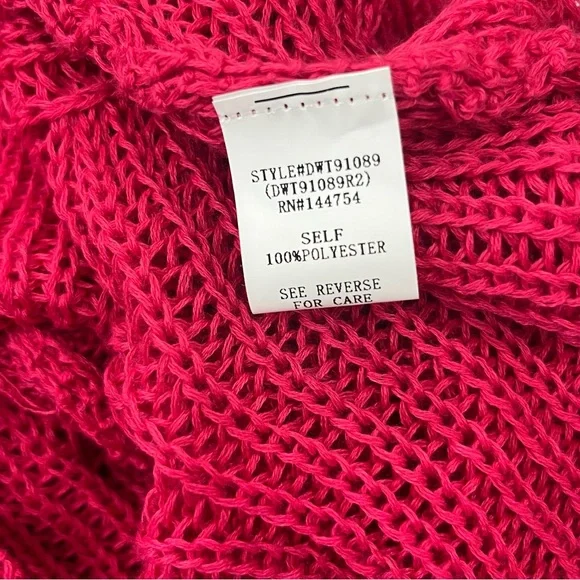 STYLE#DWT91089
(DWT91089R2)
RN#144754
SELF
100%POLYESTER
SEE REVERSE
FOR CARE